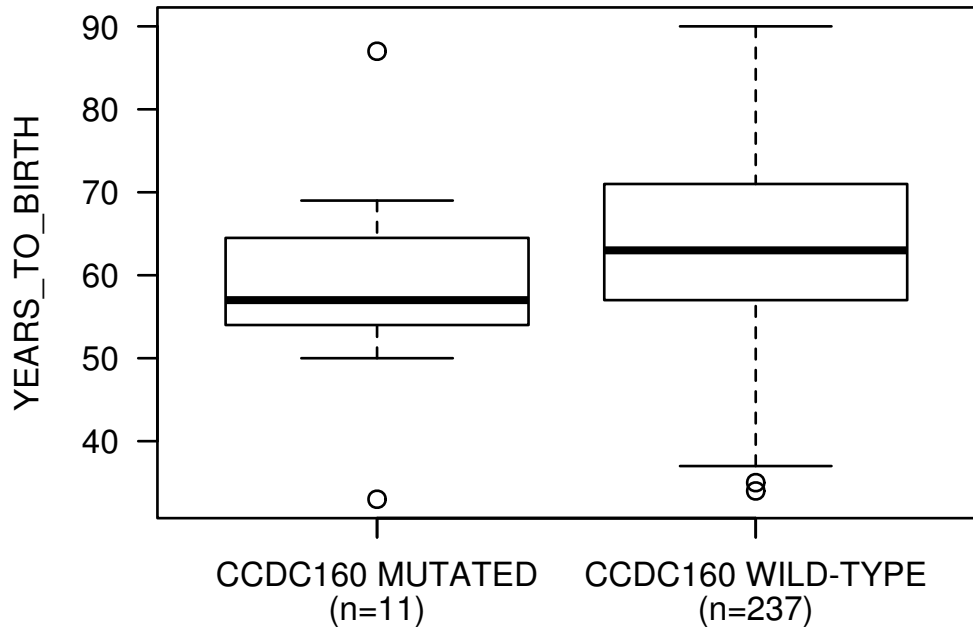 YEARS_TO_BIRTH
90
80
70
60
50
40
CCDC160 MUTATED
(n=11)
CCDC160 WILD-TYPE
(n=237)